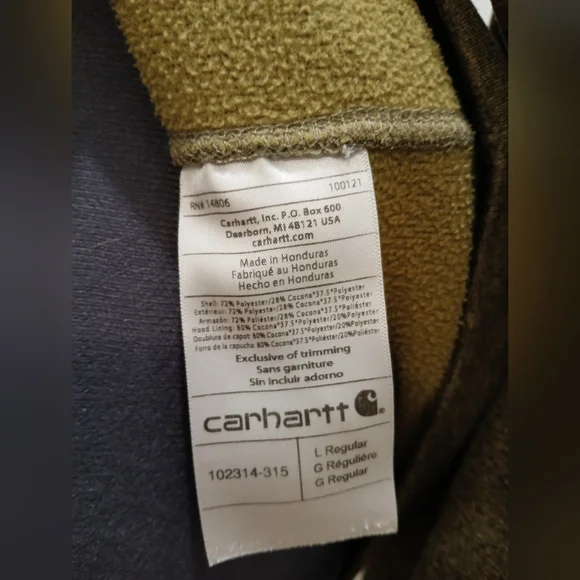 RN# 14806 100121
Carhartt, Inc. P.O. Box 600
Dearborn, MI 48121 USA
carhartt.com
Made in Honduras
Fabriqué au Honduras
Hecho en Honduras
Shell: 72% Polyester/28% Cocona®37.5®Polyester
Extérieur: 72% Polyester/28% Cocona®37.5®Polyester
Armazón: 72% Poliéster/28% Cocona®37.5®Poliéster
Hood Lining: 80% Cocona®37.5®Polyester/20%Polyester
Doublure de capot: 80% Cocona®37.5®Polyester/20%Polyester
Forro de la capucha: 80% Cocona®37.5®Poliéster/20%Poliéster
Exclusive of trimming
Sans garniture
Sin incluir adorno
carhartt
102314-315
L Regular
G Régulière
G Regular